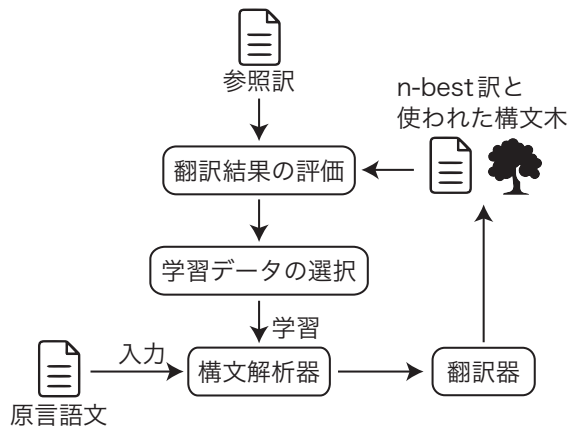 参照訳
n-best訳と
使われた構文木
翻訳結果の評価
学習データの選択
学習
入力
構文解析器
翻訳器
原言語文